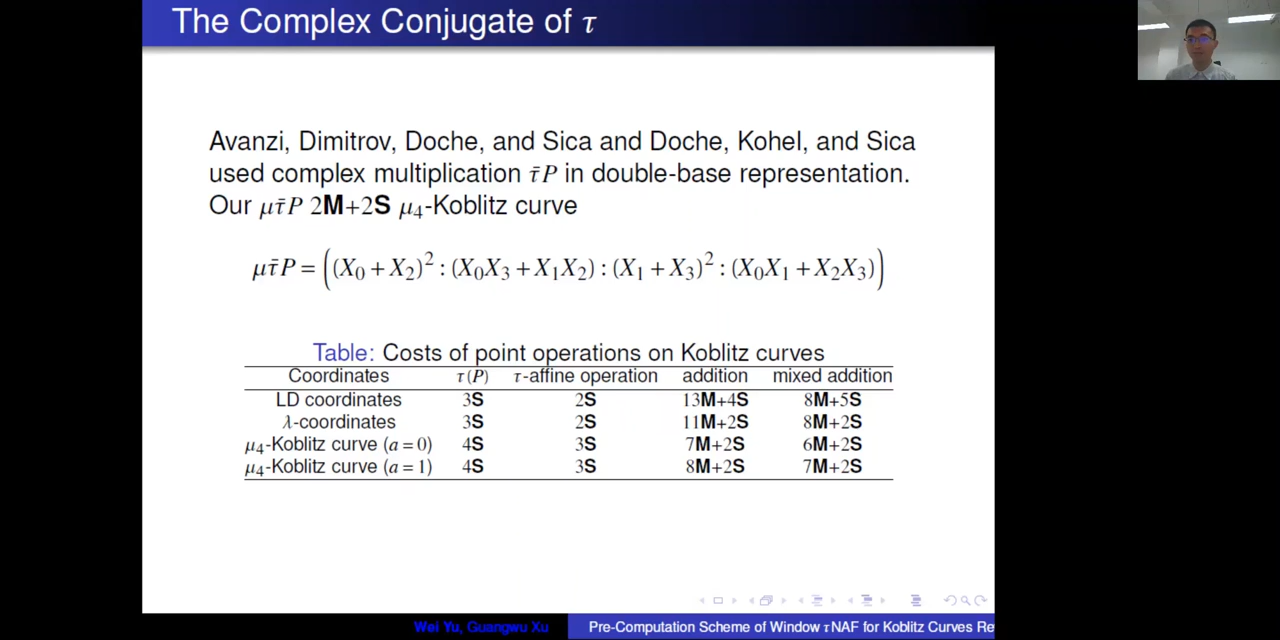 The Complex Conjugate of τ
Avanzi, Dimitrov, Doche, and Sica and Doche, Kohel, and Sica
used complex multiplication τ̄P in double-base representation.
Our μτ̄P 2M+2S μ₄-Koblitz curve
μτ̄P = ((X₀ + X₂)² : (X₀X₃ + X₁X₂) : (X₁ + X₃)² : (X₀X₁ + X₂X₃))
Table: Costs of point operations on Koblitz curves
Coordinates τ(P) τ-affine operation addition mixed addition
LD coordinates 3S 2S 13M+4S 8M+5S
λ-coordinates 3S 2S 11M+2S 8M+2S
μ₄-Koblitz curve (a = 0) 4S 3S 7M+2S 6M+2S
μ₄-Koblitz curve (a = 1) 4S 3S 8M+2S 7M+2S
Wei Yu, Guangwu Xu Pre-Computation Scheme of Window τNAF for Koblitz Curves Re